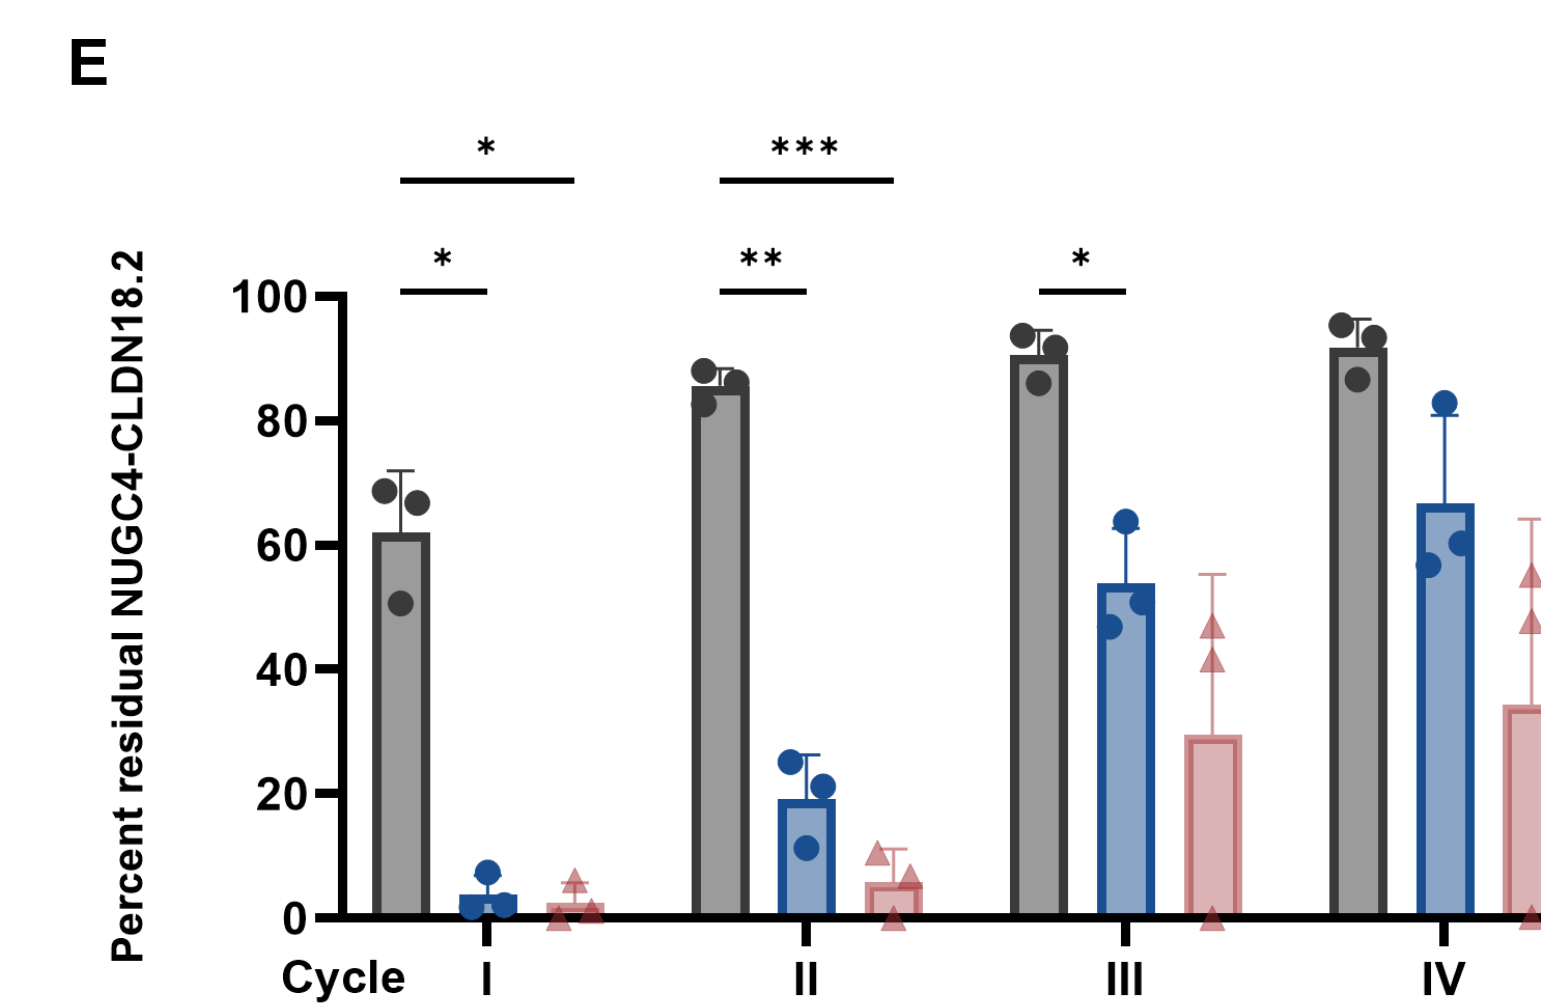 E
* ***
* ** *
Percent residual NUGC4-CLDN18.2
100
80
60
40
20
0
Cycle I II III IV